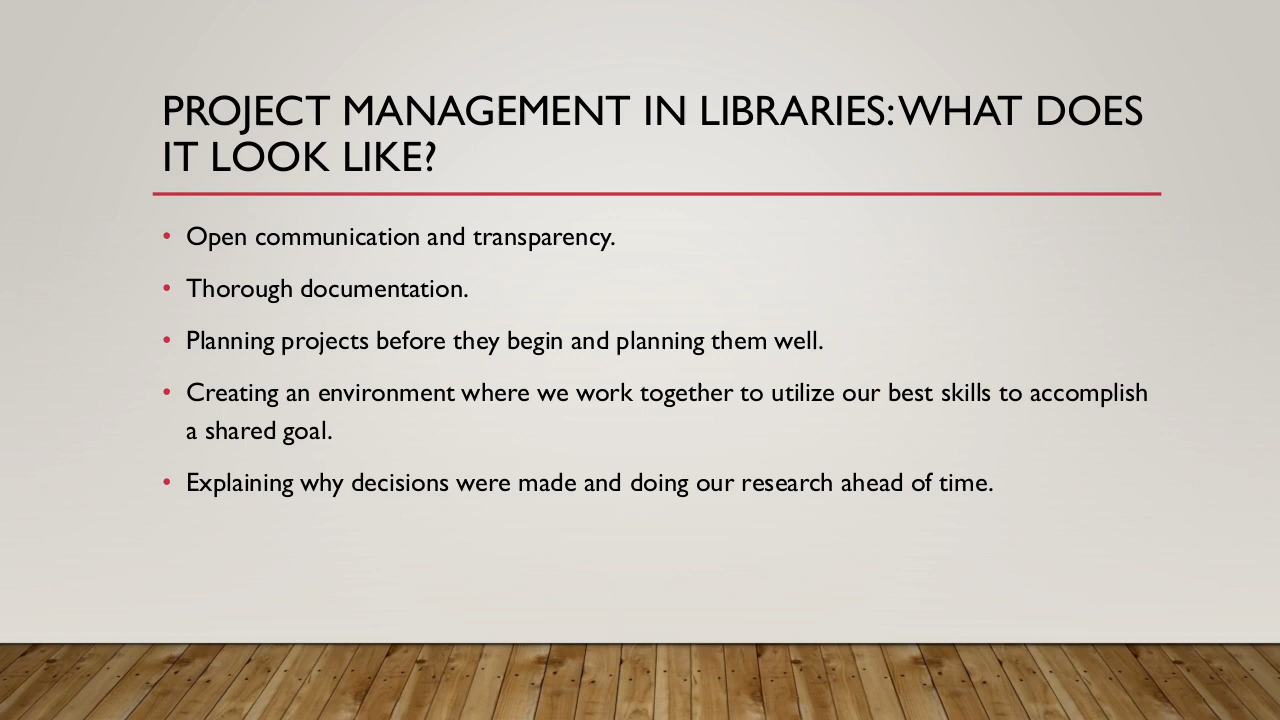 PROJECT MANAGEMENT IN LIBRARIES: WHAT DOES
IT LOOK LIKE?
• Open communication and transparency.
• Thorough documentation.
• Planning projects before they begin and planning them well.
• Creating an environment where we work together to utilize our best skills to accomplish
a shared goal.
• Explaining why decisions were made and doing our research ahead of time.